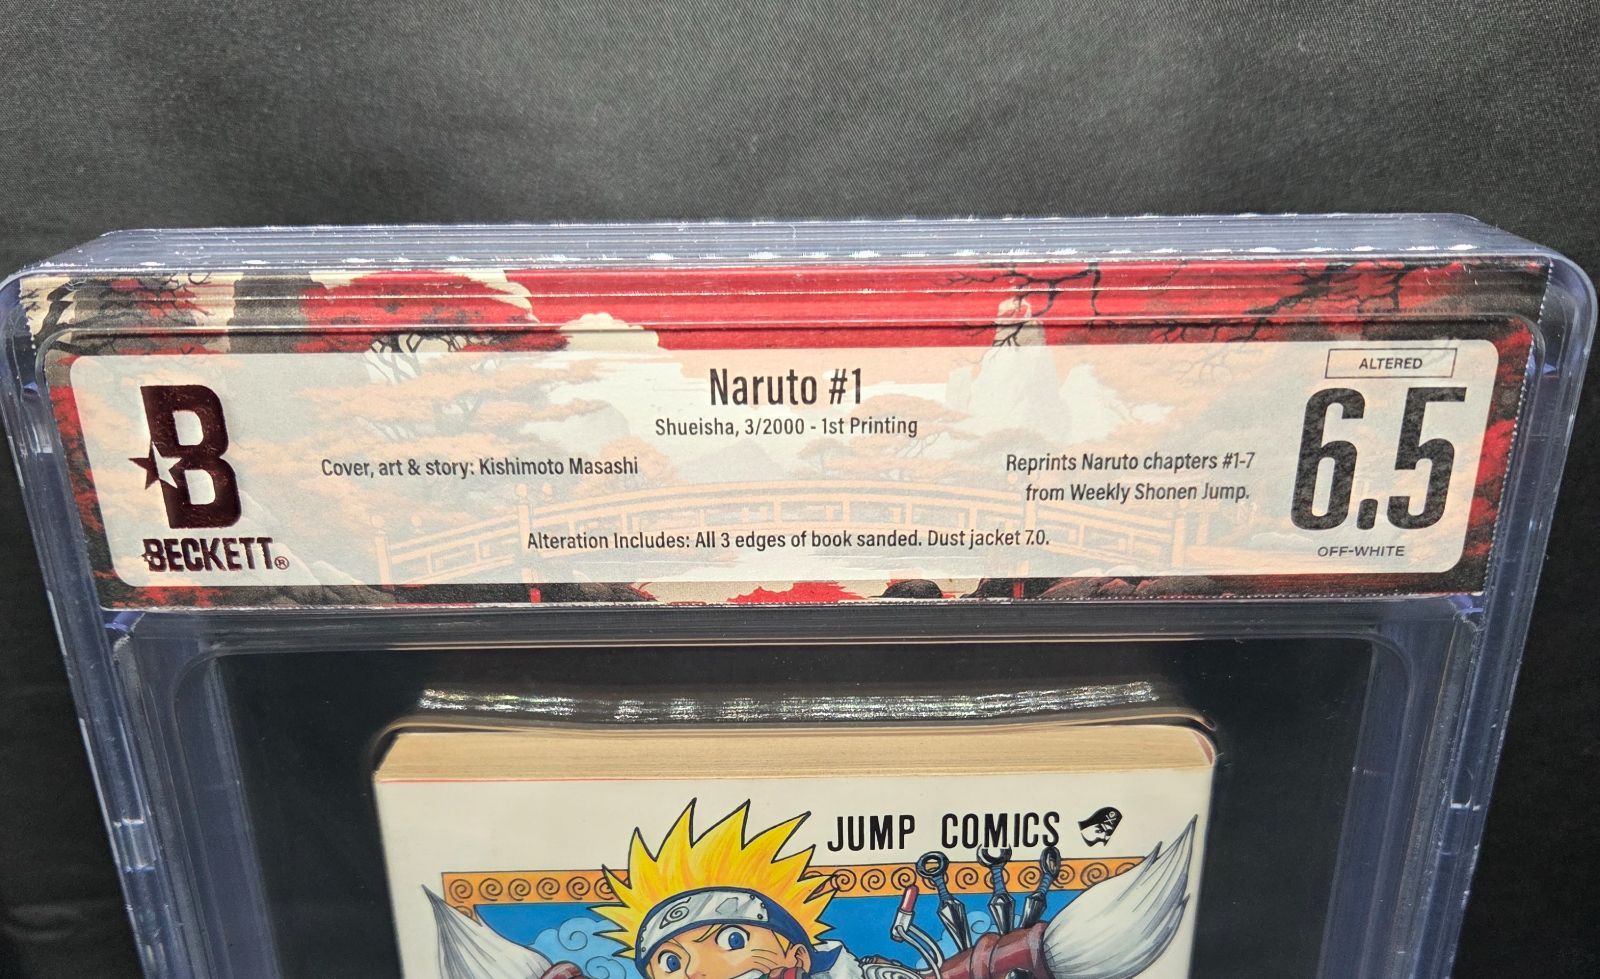 ALTERED
Naruto #1
6.5
Shueisha, 3/2000 - 1st Printing
B
Cover, art & story: Kishimoto Masashi
Reprints Naruto chapters #1-7
from Weekly Shonen Jump.
BECKETT®
Alteration Includes: All 3 edges of book sanded. Dust jacket 7.0.
OFF-WHITE
JUMP COMICS